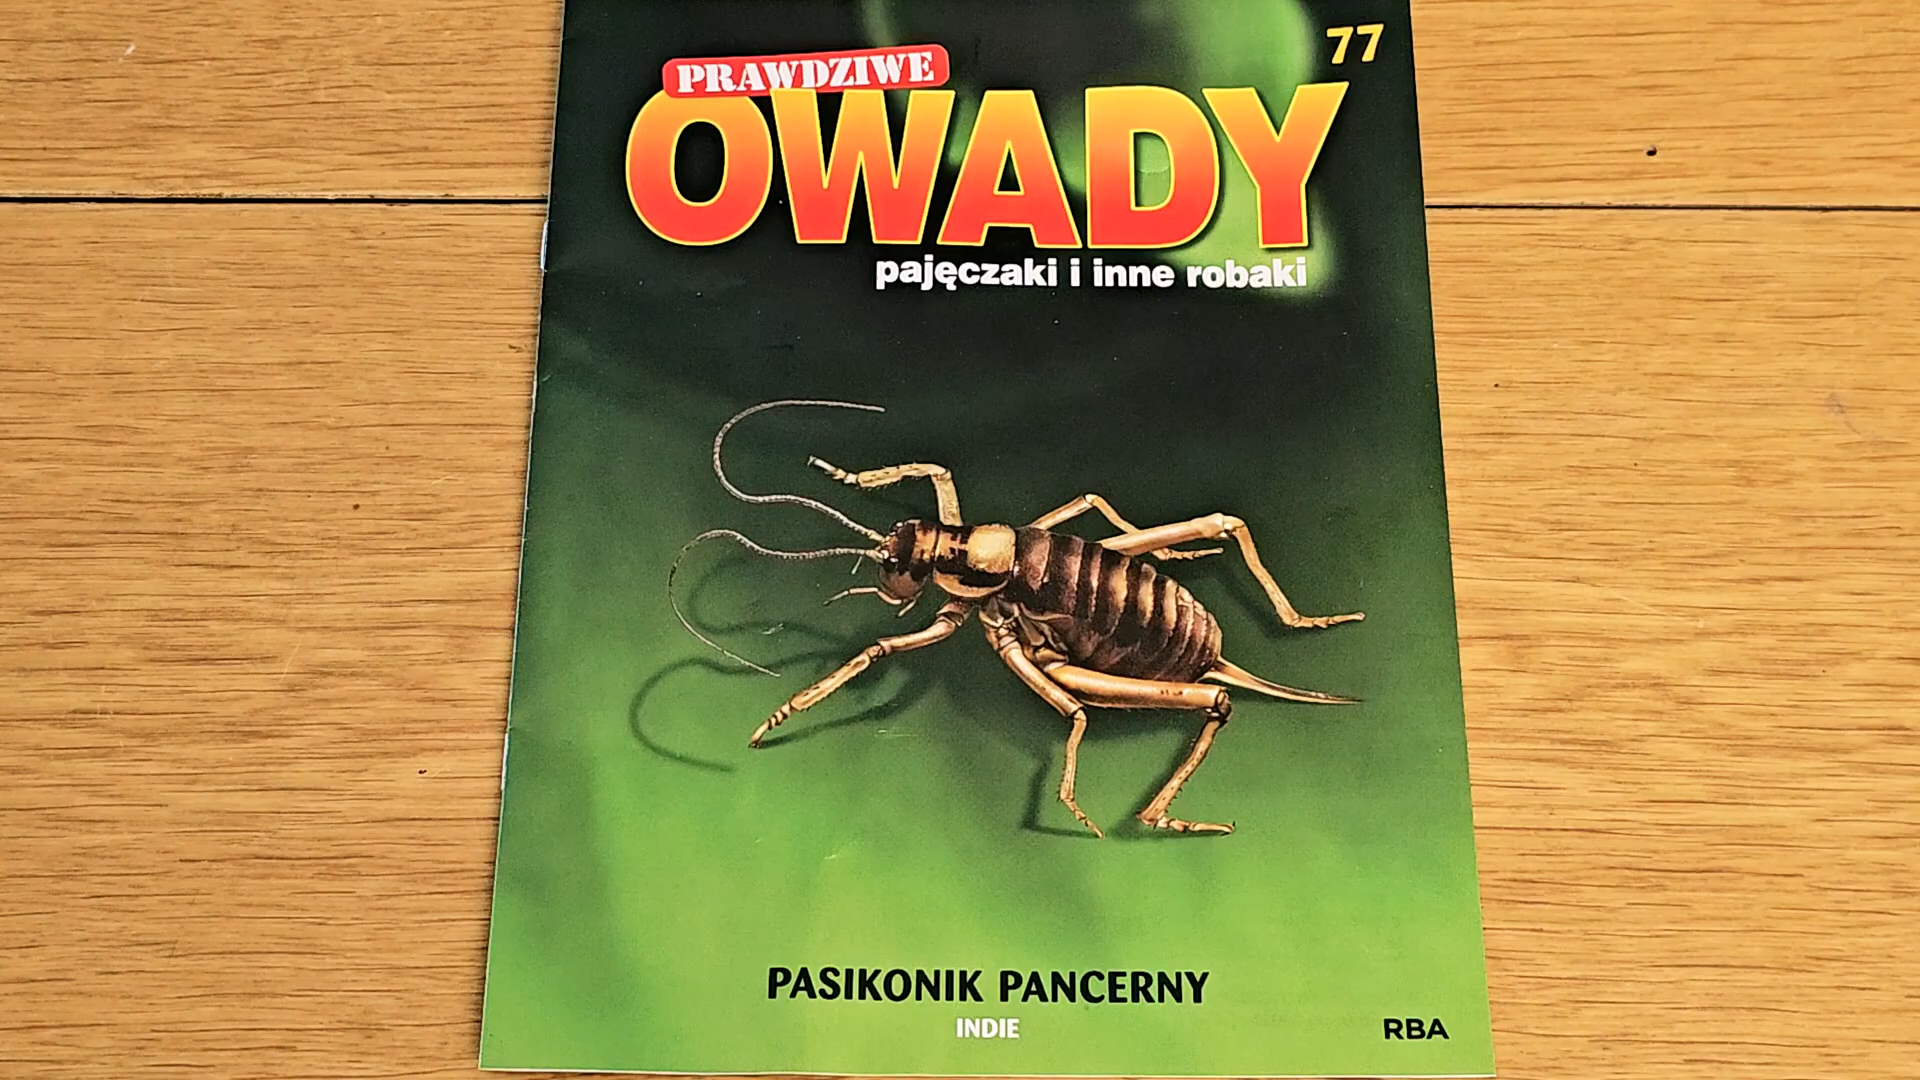 77
PRAWDZIWE
OWADY
pajęczaki i inne robaki
PASIKONIK PANCERNY
INDIE
RBA